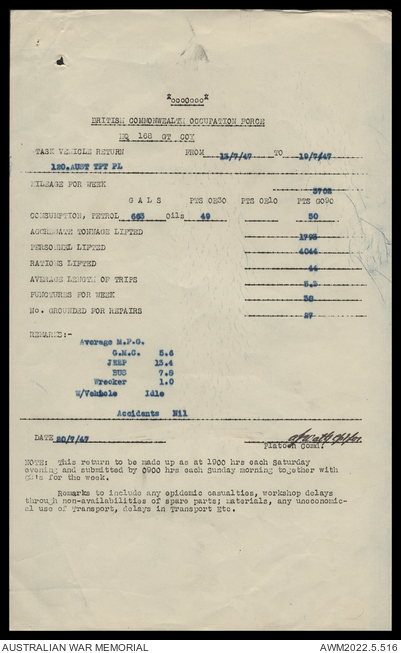 "oooOooo"
BRITISH COMMONWEALTH OCCUPATION FORCE
HQ 168 GT COY
TASK VEHICLE RETURN FROM 13/7/47 TO 19/7/47
120.AUST TPT PL
MILEAGE FOR WEEK 3702
G A L S PTS OE30 PTS OE10 PTS GO90
CONSUMPTION, PETROL 663 Oils 49 50
AGGREGATE TONNAGE LIFTED 1795
PERSONNEL LIFTED 4044
RATIONS LIFTED 44
AVERAGE LENGTH OF TRIPS 5.5
PUNCTURES FOR WEEK 38
No. GROUNDED FOR REPAIRS 27
REMARKS:-
Average M.P.G.
G.M.C. 5.6
JEEP 13.4
BUS 7.8
Wrecker 1.0
W/Vehicle Idle
Accidents Nil
DATE 20/7/47
Platoon Comd.
NOTE: This return to be made up as at 1900 hrs each Saturday
evening and submitted by 0900 hrs each Sunday morning together with
for the week.
Remarks to include any epidemic casualties, workshop delays
through non-availabilities of spare parts; materials, any uneconomic-
al use of Transport, delays in Transport Etc.
AUSTRALIAN WAR MEMORIAL
AWM2022.5.516